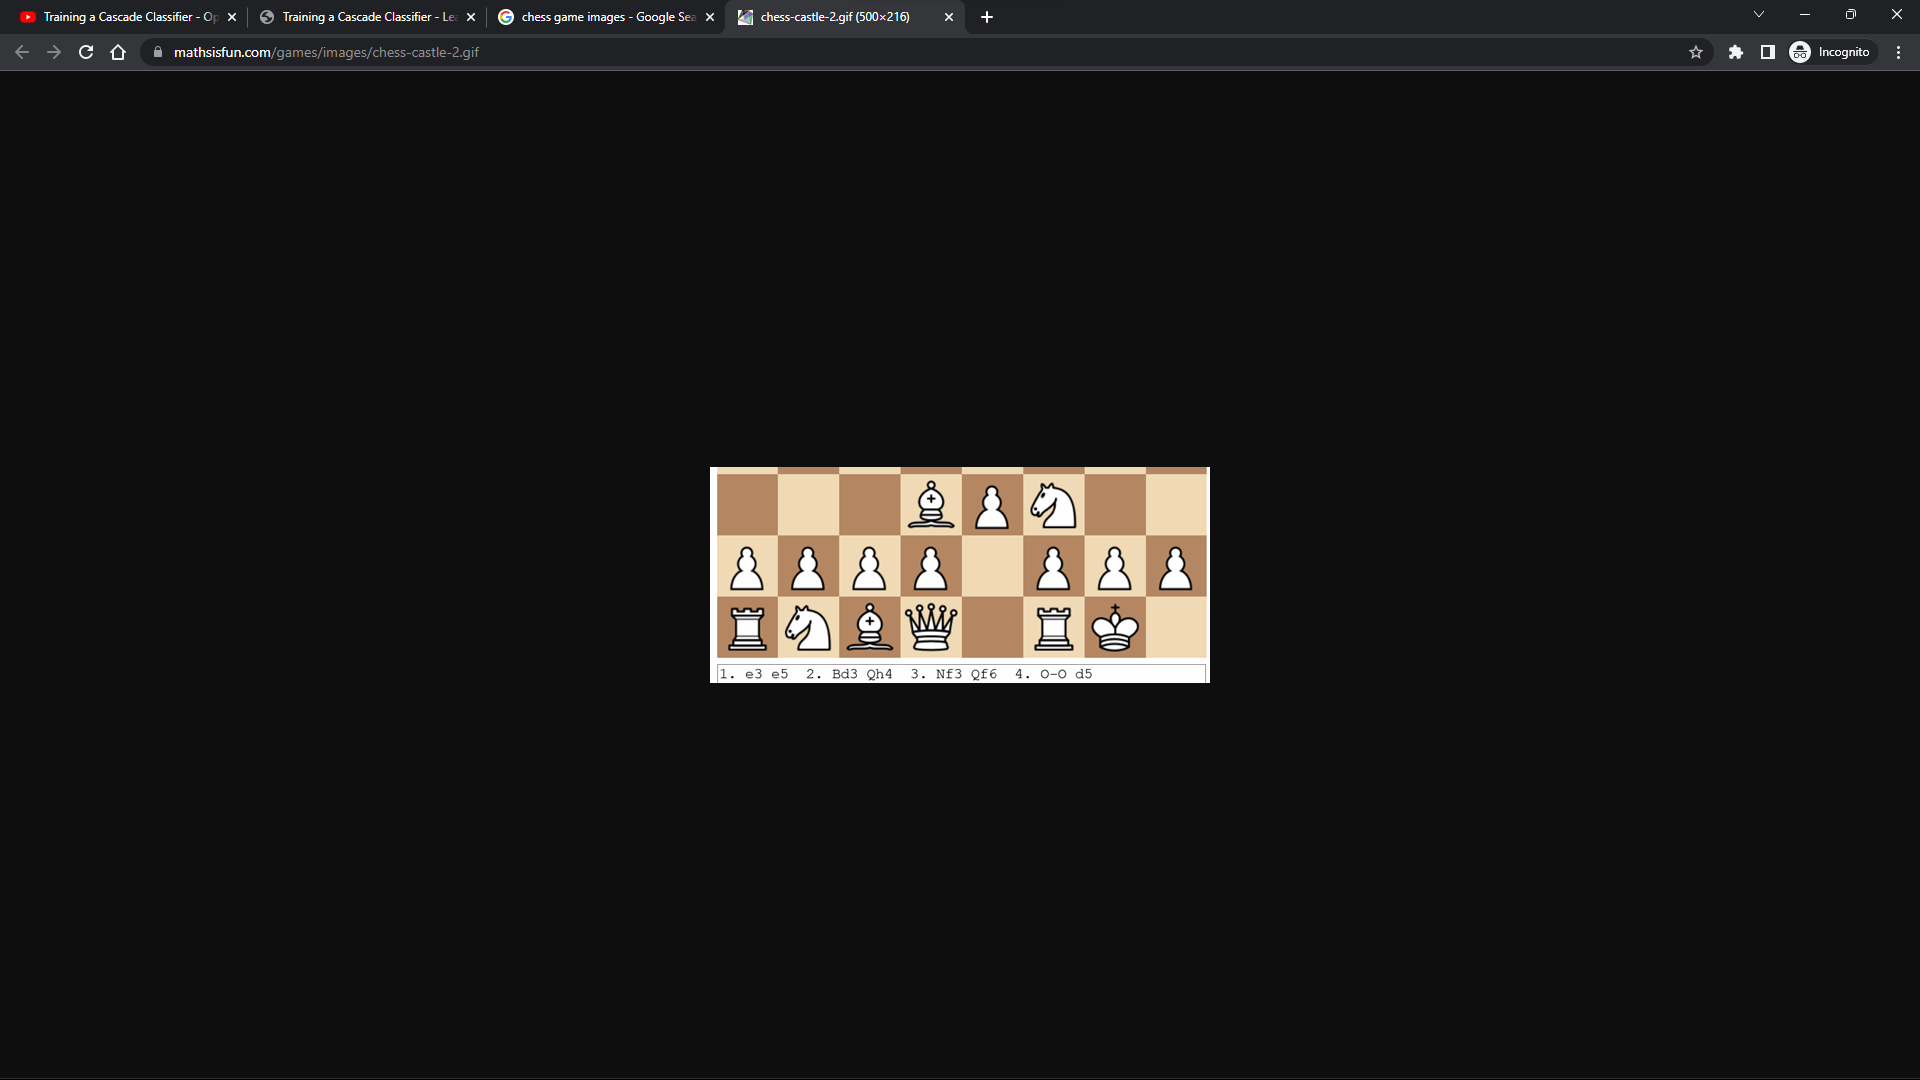 Training a Cascade Classifier - Op
Training a Cascade Classifier - Le
chess game images - Google Sea
chess-castle-2.gif (500×216)
mathsisfun.com/games/images/chess-castle-2.gif
Incognito
1. e3 e5 2. Bd3 Qh4 3. Nf3 Qf6 4. O-O d5